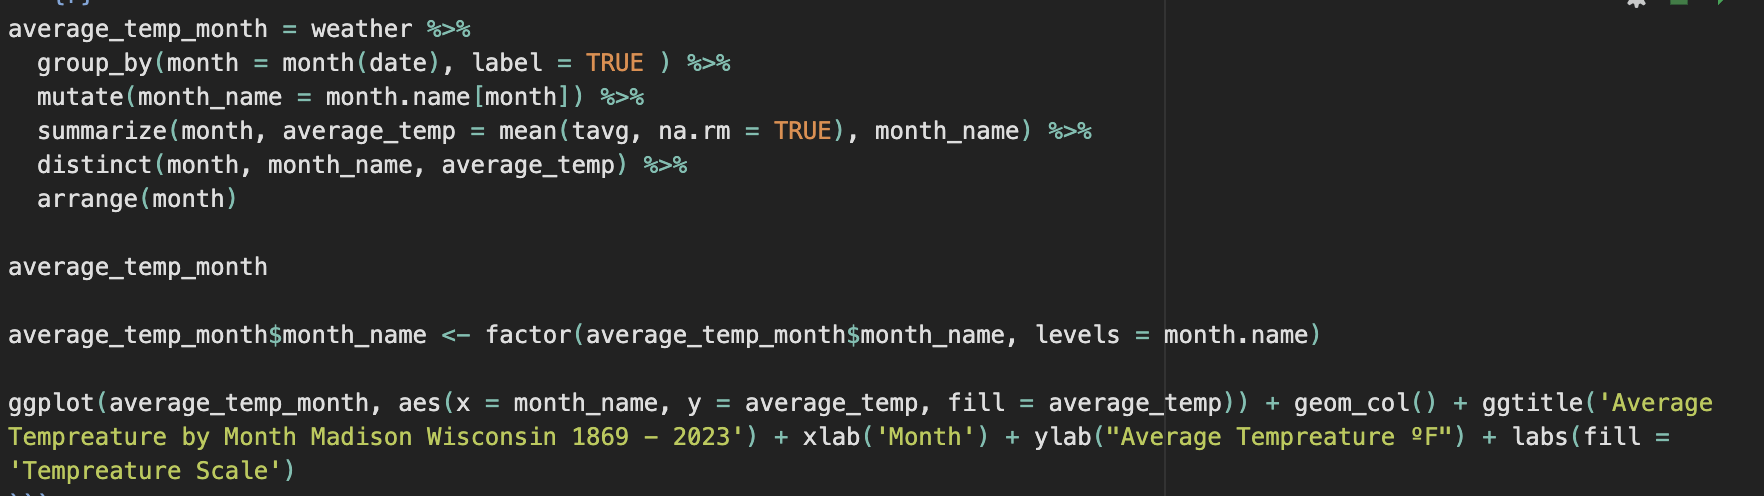 {r}
average_temp_month = weather %>%
  group_by(month = month(date), label = TRUE ) %>%
  mutate(month_name = month.name[month]) %>%
  summarize(month, average_temp = mean(tavg, na.rm = TRUE), month_name) %>%
  distinct(month, month_name, average_temp) %>%
  arrange(month)

average_temp_month

average_temp_month$month_name <- factor(average_temp_month$month_name, levels = month.name)

ggplot(average_temp_month, aes(x = month_name, y = average_temp, fill = average_temp)) + geom_col() + ggtitle('Average
Tempreature by Month Madison Wisconsin 1869 - 2023') + xlab('Month') + ylab("Average Tempreature ºF") + labs(fill =
'Tempreature Scale')
```